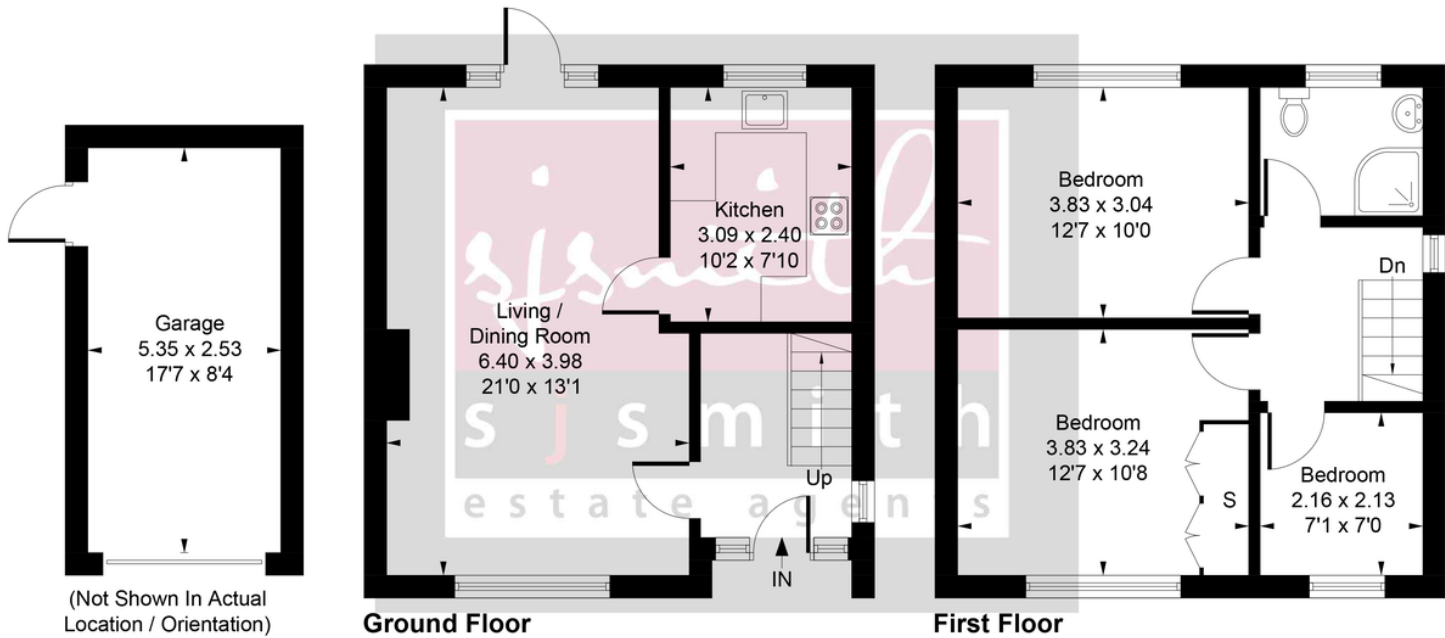 Garage
5.35 x 2.53
17'7 x 8'4
(Not Shown In Actual
Location / Orientation)
Living /
Dining Room
6.40 x 3.98
21'0 x 13'1
Kitchen
3.09 x 2.40
10'2 x 7'10
Up
IN
Ground Floor
sjsmith
sjsmith
estate agents
Bedroom
3.83 x 3.04
12'7 x 10'0
Dn
Bedroom
3.83 x 3.24
12'7 x 10'8
S
Bedroom
2.16 x 2.13
7'1 x 7'0
First Floor